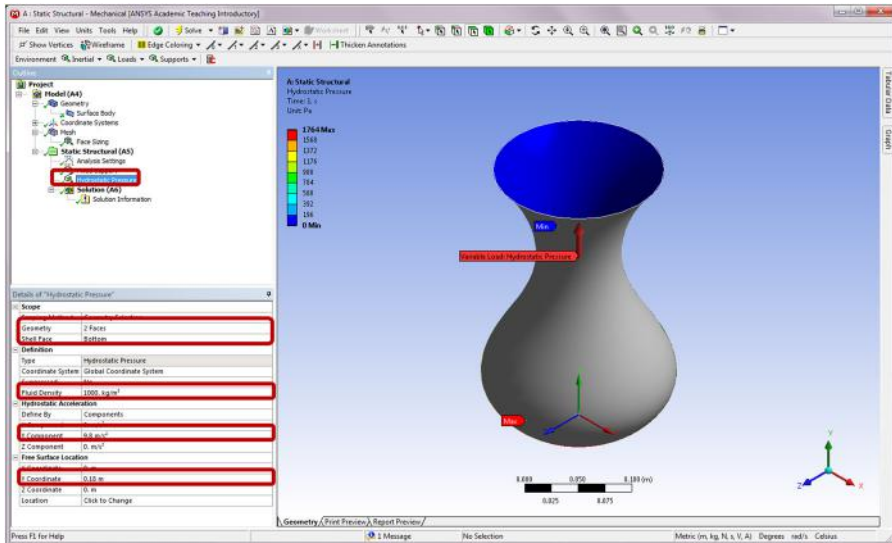 A : Static Structural - Mechanical [ANSYS Academic Teaching Introductory]
File Edit View Units Tools Help Solve
Show Vertices Wireframe Edge Coloring Thicken Annotations
Environment Inertial Loads Supports
Outline
Project
Model (A4)
Geometry
Surface Body
Coordinate Systems
Mesh
Face Sizing
Static Structural (A5)
Analysis Settings
Hydrostatic Pressure
Solution (A6)
Solution Information
A: Static Structural
Hydrostatic Pressure
Time: 1. s
Unit: Pa
1764 Max
1568
1372
1176
980
784
588
392
196
0 Min
Min
Variable Load: Hydrostatic Pressure
Max
0.000 0.050 0.100 (m)
0.025 0.075
Y
Z
X
Tabular Data
Graph
Details of "Hydrostatic Pressure"
Scope
Geometry 2 Faces
Shell Face Bottom
Definition
Type Hydrostatic Pressure
Coordinate System Global Coordinate System
Fluid Density 1000. kg/m³
Hydrostatic Acceleration
Define By Components
Y Component 9.8 m/s²
Z Component 0. m/s²
Free Surface Location
Y Coordinate 0.18 m
Z Coordinate 0. m
Location Click to Change
Geometry Print Preview Report Preview
Press F1 for Help 1 Message No Selection Metric (m, kg, N, s, V, A) Degrees rad/s Celsius